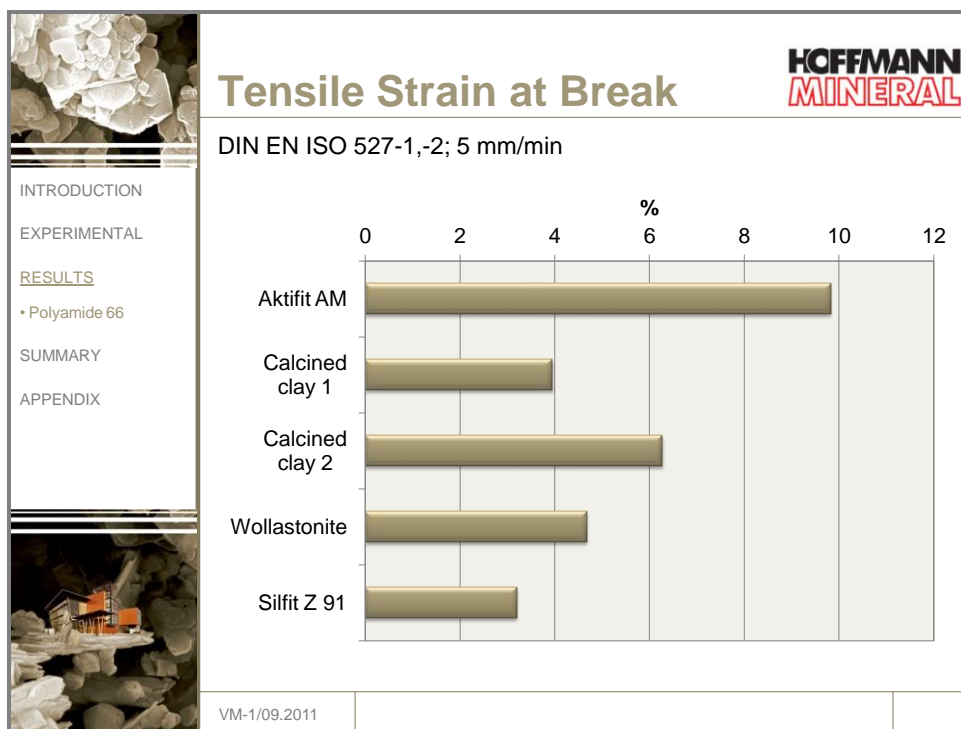 HOFFMANN
MINERAL
Tensile Strain at Break
DIN EN ISO 527-1,-2; 5 mm/min
INTRODUCTION
EXPERIMENTAL
RESULTS
• Polyamide 66
SUMMARY
APPENDIX
%
0 2 4 6 8 10 12
Aktifit AM
Calcined
clay 1
Calcined
clay 2
Wollastonite
Silfit Z 91
VM-1/09.2011